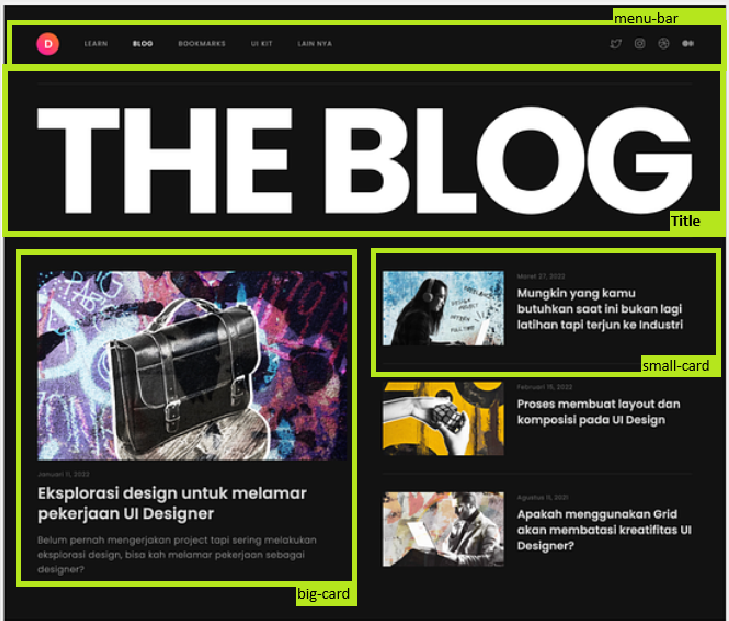 menu-bar
D
LEARN
BLOG
BOOKMARKS
UI KIT
LAIN NYA
THE BLOG
Title
Januari 11, 2022
Eksplorasi design untuk melamar
pekerjaan UI Designer
Belum pernah mengerjakan project tapi sering melakukan
eksplorasi design, bisa kah melamar pekerjaan sebagai
designer?
big-card
Maret 27, 2022
Mungkin yang kamu
butuhkan saat ini bukan lagi
latihan tapi terjun ke Industri
small-card
Februari 2022
Proses membuat layout dan
komposisi pada UI Design
Agustus 11, 2021
Apakah menggunakan Grid
akan membatasi kreatifitas UI
Designer?